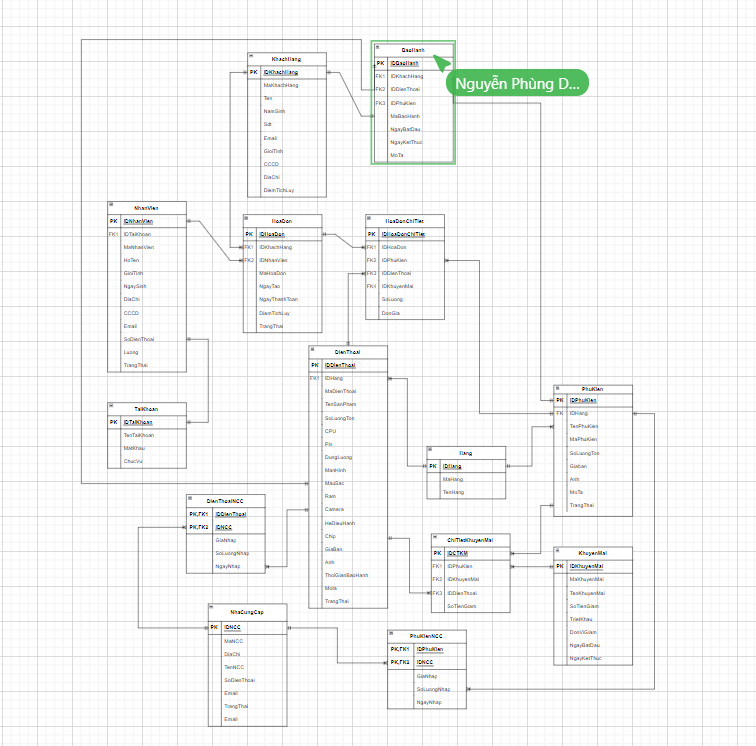 BaoHanh
PK IDBaoHanh
FK1 IDKhachHang
FK2 IDDienThoai
FK3 IDPhuKien
MaBaoHanh
NgayBatDau
NgayKetThuc
MoTa
Nguyễn Phùng D...
KhachHang
PK IDKhachHang
MaKhachHang
Ten
NamSinh
Sdt
Email
GioiTinh
CCCD
DiaChi
DiemTichLuy
NhanVien
PK IDNhanVien
FK1 IDTaiKhoan
MaNhanVien
HoTen
GioiTinh
NgaySinh
DiaChi
CCCD
Email
SoDienThoai
Luong
TrangThai
HoaDon
PK IDHoaDon
FK1 IDKhachHang
FK2 IDNhanVien
MaHoaDon
NgayTao
NgayThanhToan
DiemTichLuy
TrangThai
HoaDonChiTiet
PK IDHoaDonChiTiet
FK1 IDHoaDon
FK2 IDPhuKien
FK3 IDDienThoai
FK4 IDKhuyenMai
SoLuong
DonGia
TaiKhoan
PK IDTaiKhoan
TenTaiKhoan
MatKhau
ChucVu
DienThoai
PK IDDienThoai
FK1 IDHang
MaDienThoai
TenSanPham
SoLuongTon
CPU
Pin
DungLuong
ManHinh
MauSac
Ram
Camera
HeDieuHanh
Chip
GiaBan
Anh
ThoiGianBaoHanh
Mota
TrangThai
PhuKien
PK IDPhuKien
FK IDHang
TenPhuKien
MaPhuKien
SoLuongTon
Giaban
Anh
MoTa
TrangThai
Hang
PK IDHang
MaHang
TenHang
DienThoaiNCC
PK,FK1 IDDienThoai
PK,FK2 IDNCC
GiaNhap
SoLuongNhap
NgayNhap
ChiTietKhuyenMai
PK IDCTKM
FK1 IDPhuKien
FK2 IDKhuyenMai
FK3 IDDienThoai
SoTienGiam
KhuyenMai
PK IDKhuyenMai
MaKhuyenMai
TenKhuyenMai
SoTienGiam
TrietKhau
DonViGiam
NgayBatDau
NgayKetThuc
NhaCungCap
PK IDNCC
MaNCC
DiaChi
TenNCC
SoDienThoai
Email
TrangThai
Email
PhuKienNCC
PK,FK1 IDPhuKien
PK,FK2 IDNCC
GiaNhap
SoLuongNhap
NgayNhap